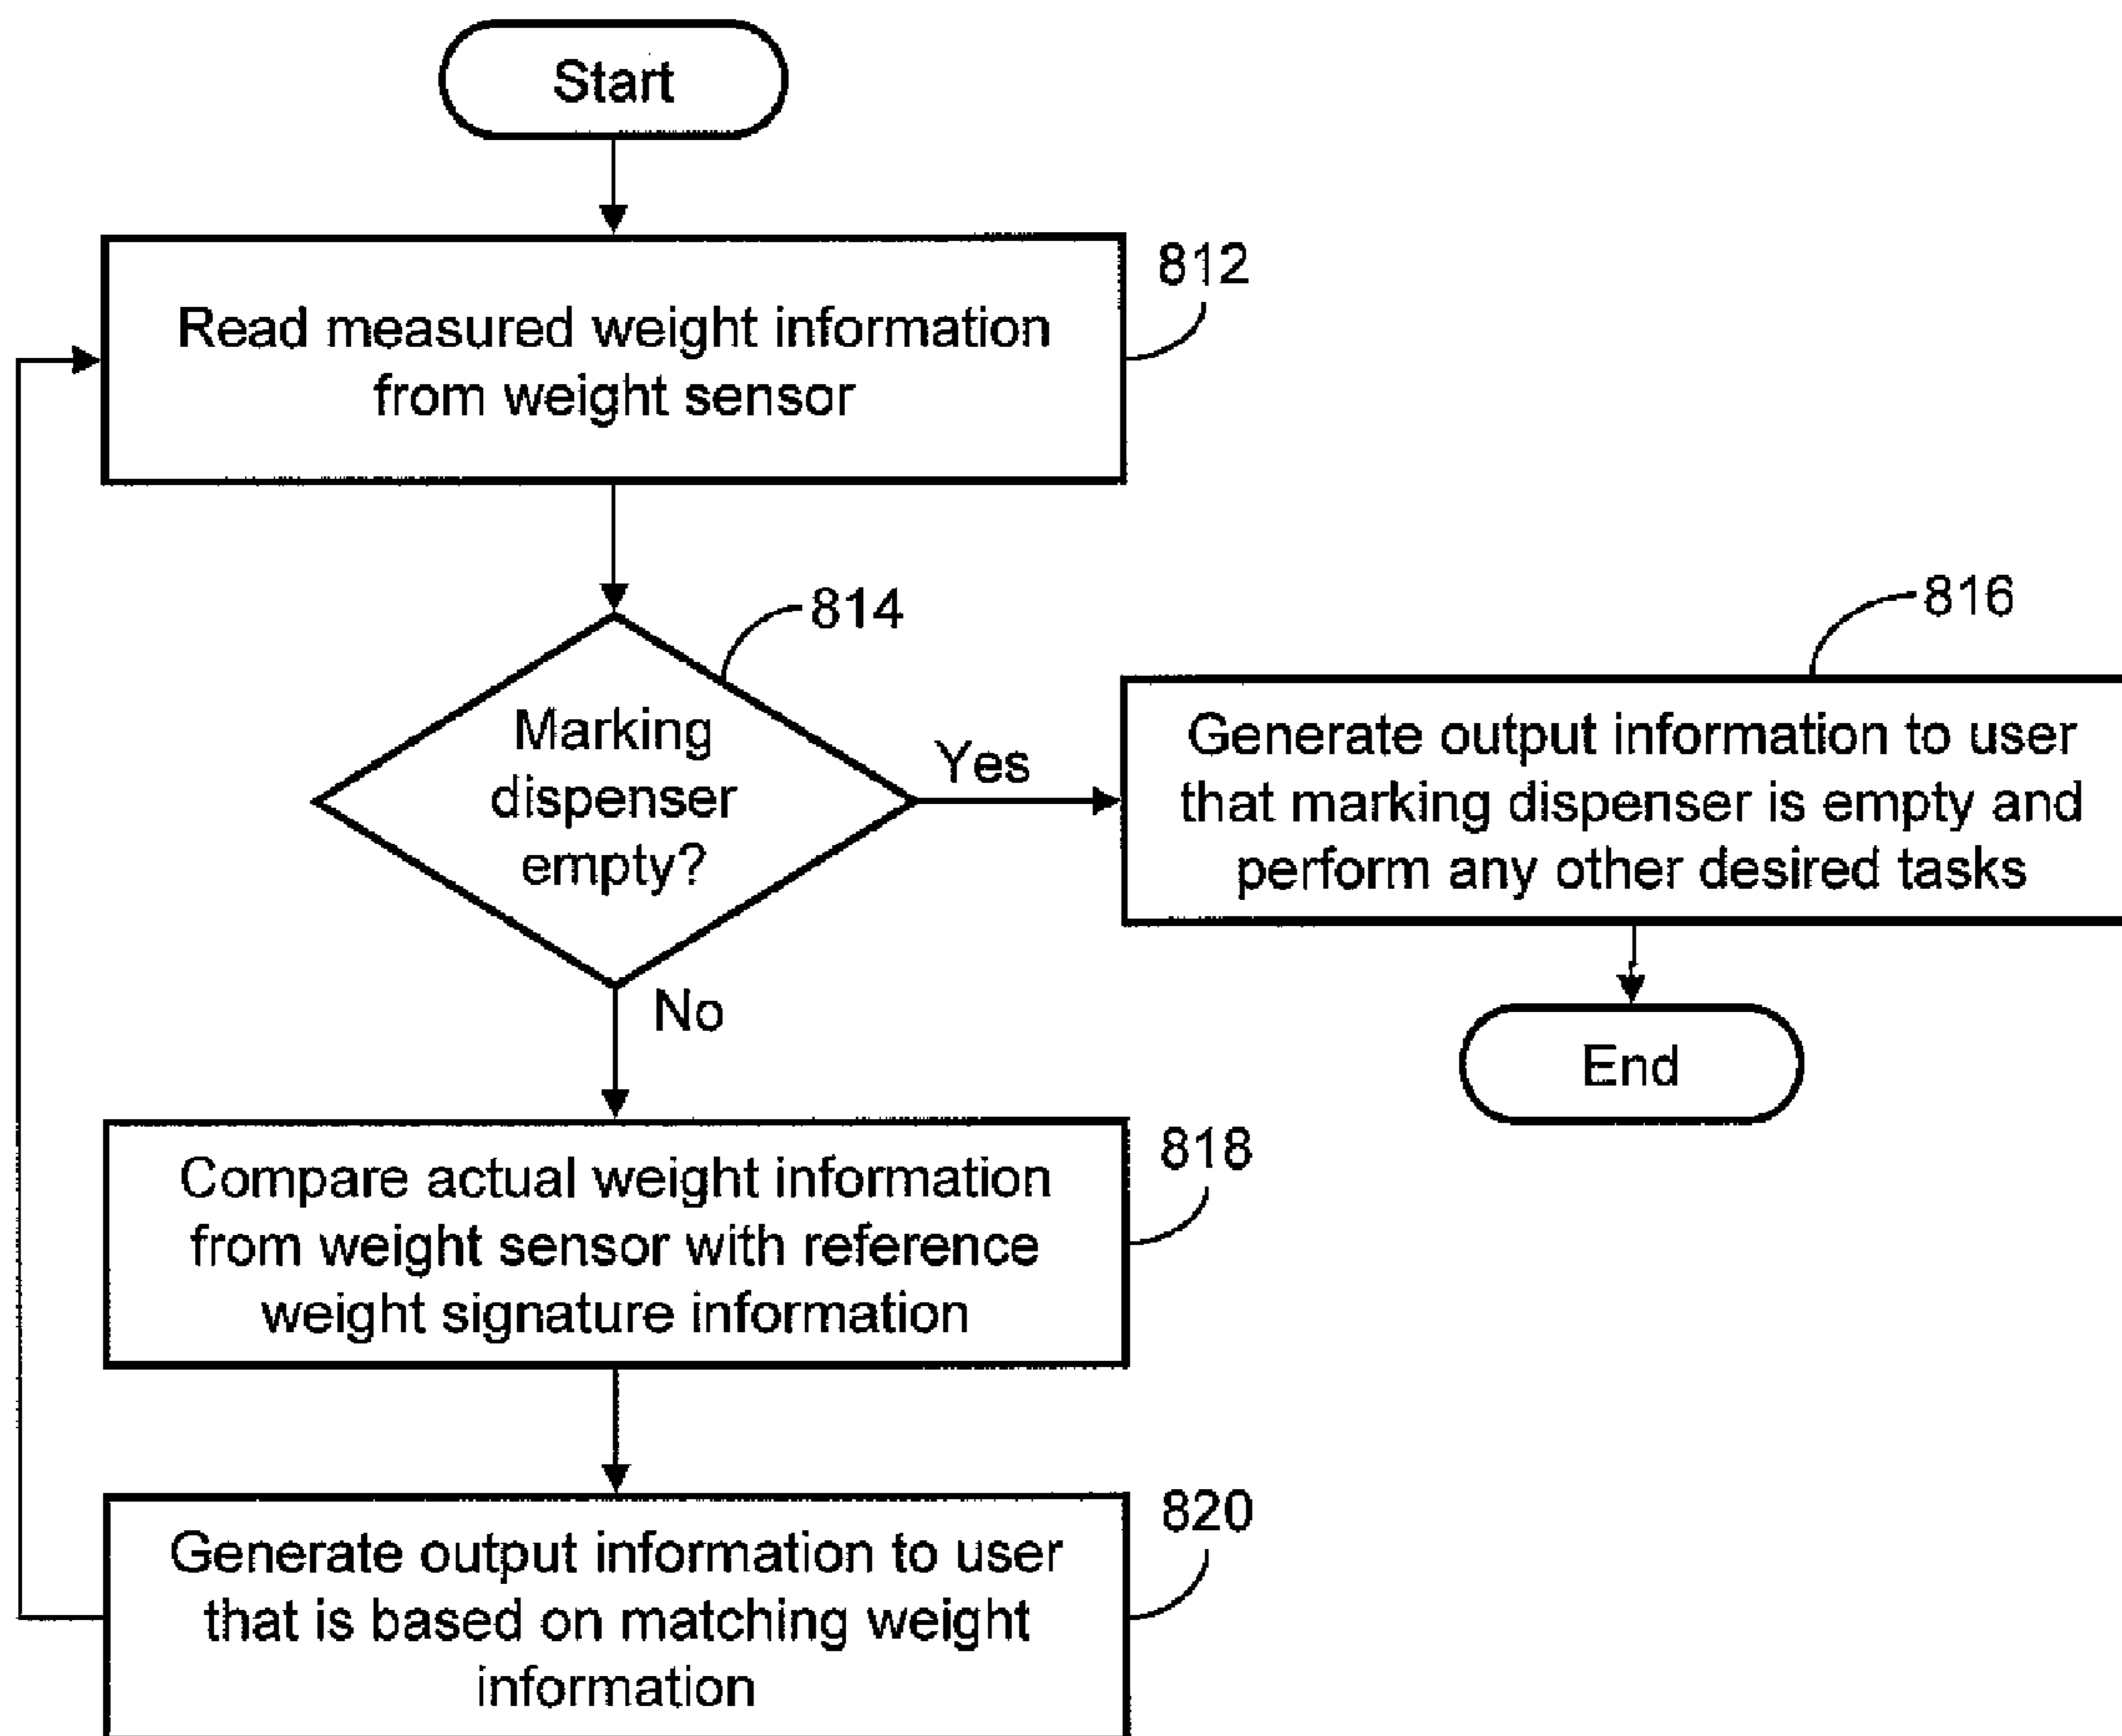 Start
812
Read measured weight information
from weight sensor
814
Marking
dispenser
empty?
Yes
816
Generate output information to user
that marking dispenser is empty and
perform any other desired tasks
No
End
818
Compare actual weight information
from weight sensor with reference
weight signature information
820
Generate output information to user
that is based on matching weight
information